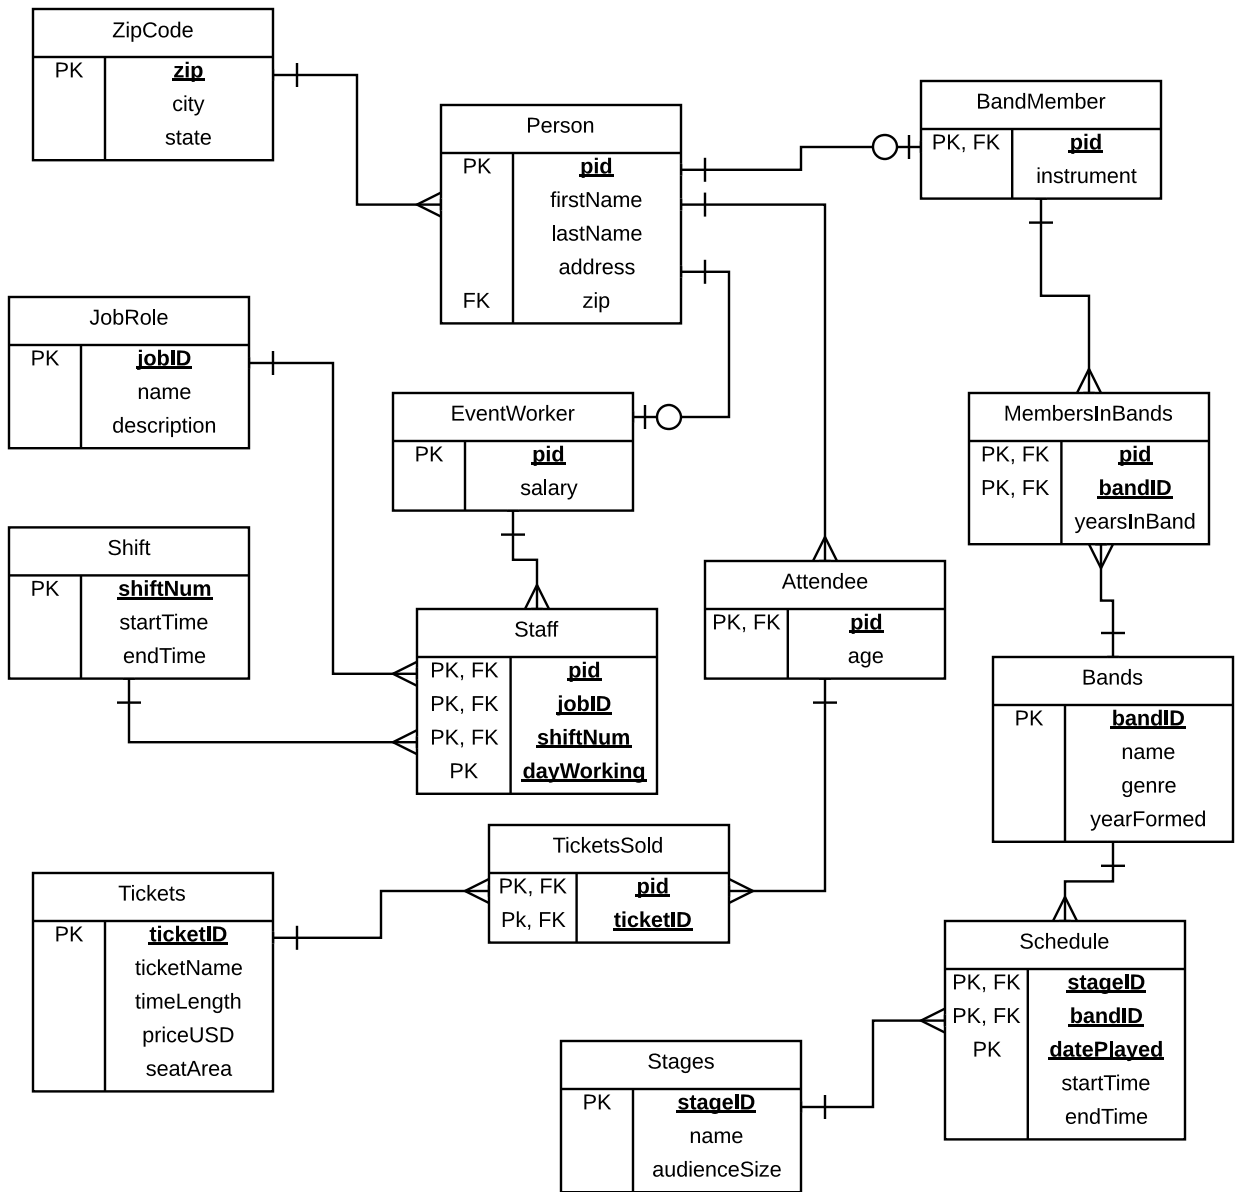 ZipCode
PK zip
city
state
Person
PK pid
firstName
lastName
address
FK zip
BandMember
PK, FK pid
instrument
JobRole
PK jobID
name
description
EventWorker
PK pid
salary
MembersInBands
PK, FK pid
PK, FK bandID
yearsInBand
Shift
PK shiftNum
startTime
endTime
Staff
PK, FK pid
PK, FK jobID
PK, FK shiftNum
PK dayWorking
Attendee
PK, FK pid
age
Bands
PK bandID
name
genre
yearFormed
TicketsSold
PK, FK pid
Pk, FK ticketID
Tickets
PK ticketID
ticketName
timeLength
priceUSD
seatArea
Schedule
PK, FK stageID
PK, FK bandID
PK datePlayed
startTime
endTime
Stages
PK stageID
name
audienceSize